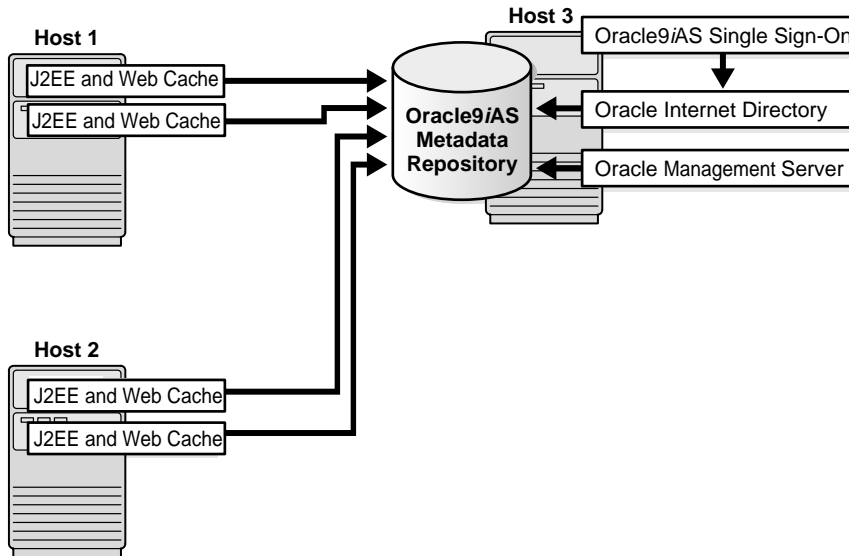 Host 1
J2EE and Web Cache
J2EE and Web Cache
Oracle9iAS
Metadata
Repository
Host 3
Oracle9iAS Single Sign-On
Oracle Internet Directory
Oracle Management Server
Host 2
J2EE and Web Cache
J2EE and Web Cache